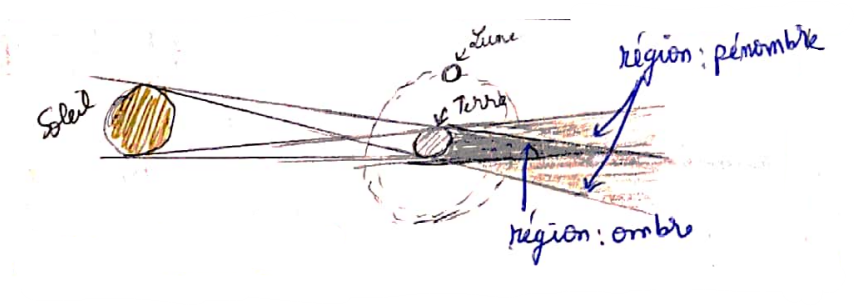 Lune
région : pénombre
Soleil
Terre
région : ombre